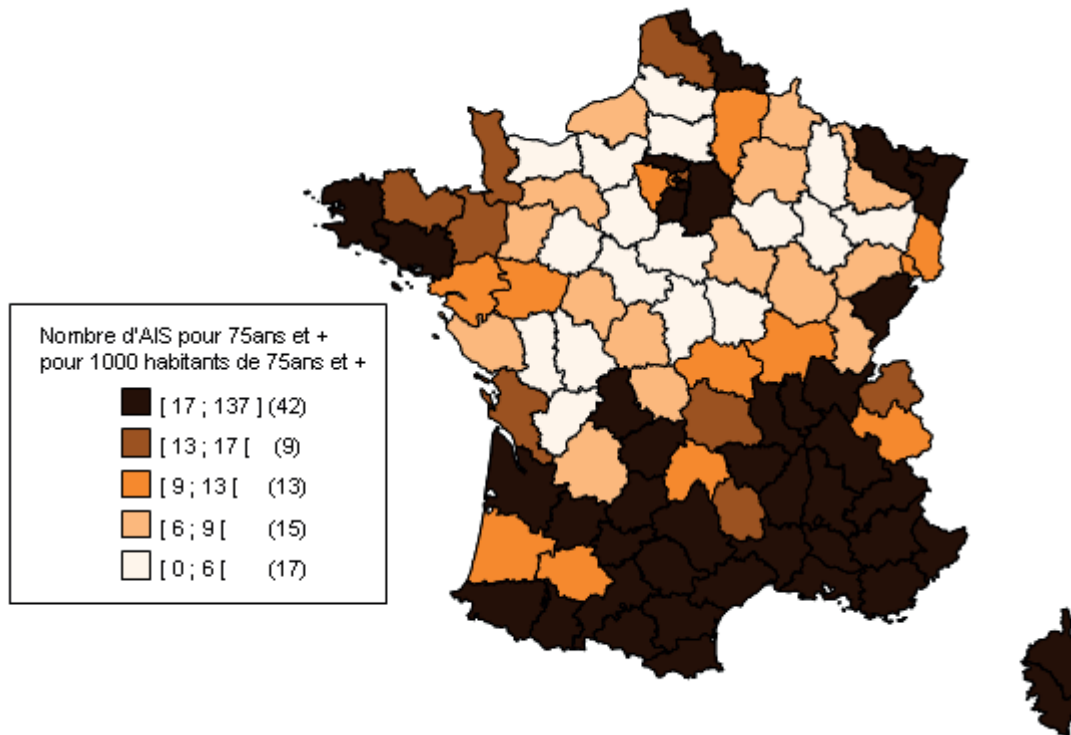 Nombre d'AIS pour 75ans et +
pour 1000 habitants de 75ans et +
[ 17 ; 137 ] (42)
[ 13 ; 17 [ (9)
[ 9 ; 13 [ (13)
[ 6 ; 9 [ (15)
[ 0 ; 6 [ (17)